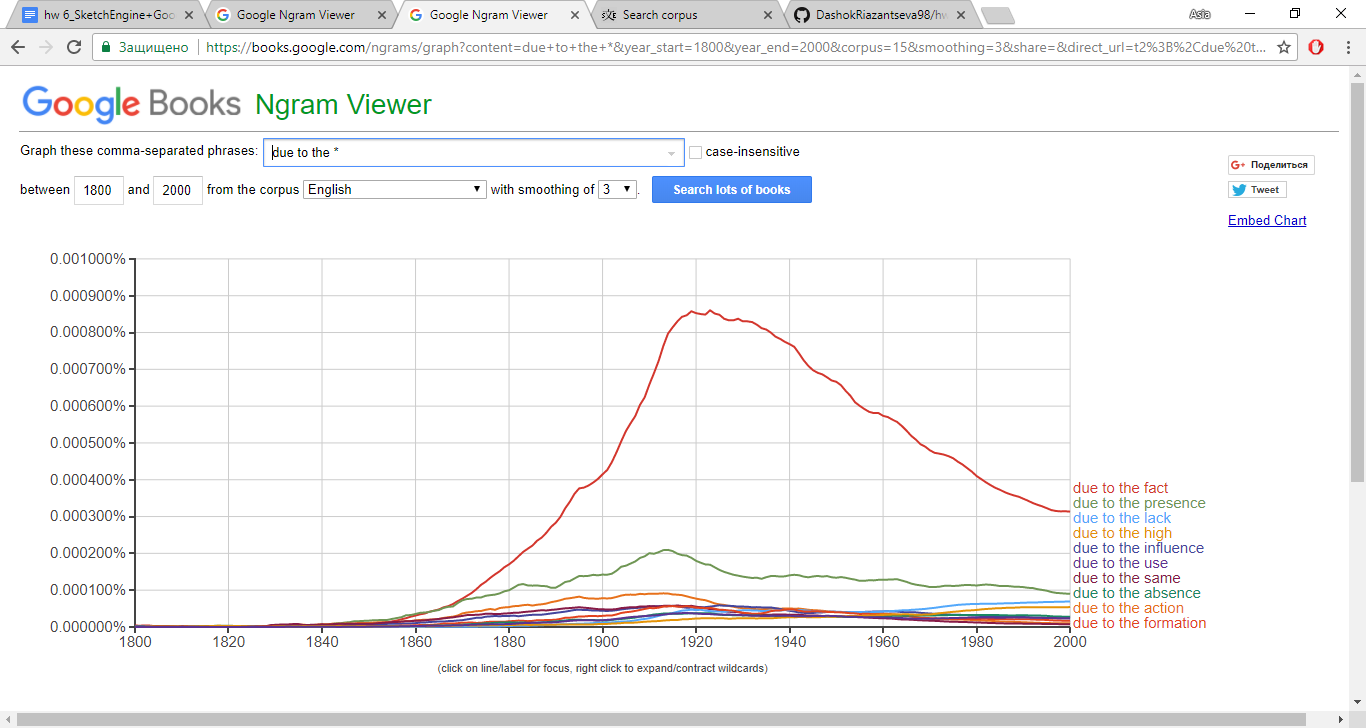 hw 6_SketchEngine+Goo
Google Ngram Viewer
Google Ngram Viewer
Search corpus
DashokRiazantseva98/hw
Asia
Защищено
https://books.google.com/ngrams/graph?content=due+to+the+*&year_start=1800&year_end=2000&corpus=15&smoothing=3&share=&direct_url=t2%3B%2Cdue%20t...
Google Books Ngram Viewer
Graph these comma-separated phrases: due to the * case-insensitive
between 1800 and 2000 from the corpus English with smoothing of 3 . Search lots of books
G+ Поделиться
Tweet
Embed Chart
0.001000%
0.000900%
0.000800%
0.000700%
0.000600%
0.000500%
0.000400%
0.000300%
0.000200%
0.000100%
0.000000%
1800 1820 1840 1860 1880 1900 1920 1940 1960 1980 2000
due to the fact
due to the presence
due to the lack
due to the high
due to the influence
due to the use
due to the same
due to the absence
due to the action
due to the formation
(click on line/label for focus, right click to expand/contract wildcards)